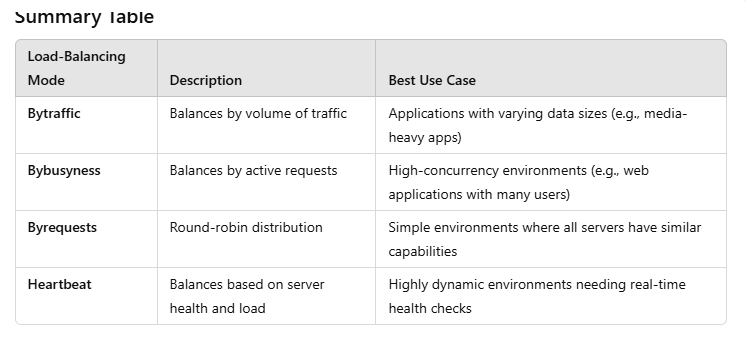 Summary Table
Load-Balancing
Mode
Description
Best Use Case
Bytraffic
Balances by volume of traffic
Applications with varying data sizes (e.g., media-
heavy apps)
Bybusyness
Balances by active requests
High-concurrency environments (e.g., web
applications with many users)
Byrequests
Round-robin distribution
Simple environments where all servers have similar
capabilities
Heartbeat
Balances based on server
health and load
Highly dynamic environments needing real-time
health checks